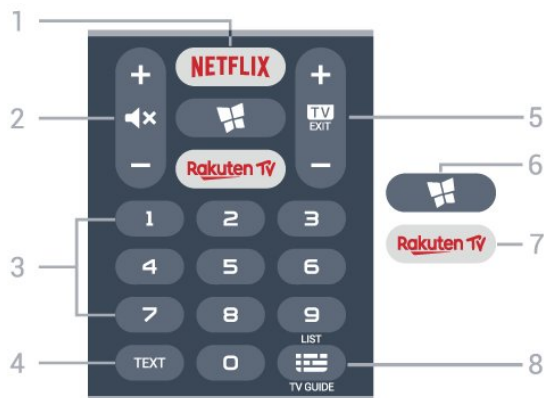 1
NETFLIX
+ +
2
TV
EXIT
5
− −
Rakuten TV
6
1 2 3
Rakuten TV
7
3
4 5 6
7 8 9
LIST
4
TEXT
0
TV GUIDE
8